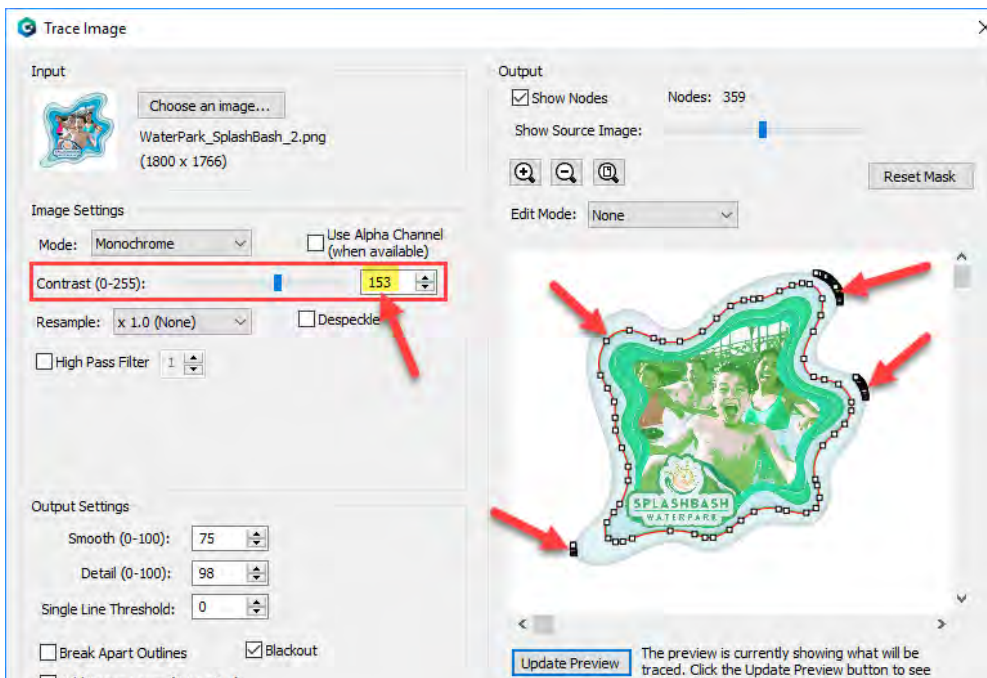 Trace Image
Input
Choose an image...
WaterPark_SplashBash_2.png
(1800 x 1766)
Image Settings
Mode: Monochrome
Use Alpha Channel
(when available)
Contrast (0-255): 153
Resample: x 1.0 (None)
Despeckle
High Pass Filter 1
Output Settings
Smooth (0-100): 75
Detail (0-100): 98
Single Line Threshold: 0
Break Apart Outlines
Blackout
Output
Show Nodes
Nodes: 359
Show Source Image:
Reset Mask
Edit Mode: None
SPLASHBASH
WATERPARK
Update Preview
The preview is currently showing what will be
traced. Click the Update Preview button to see